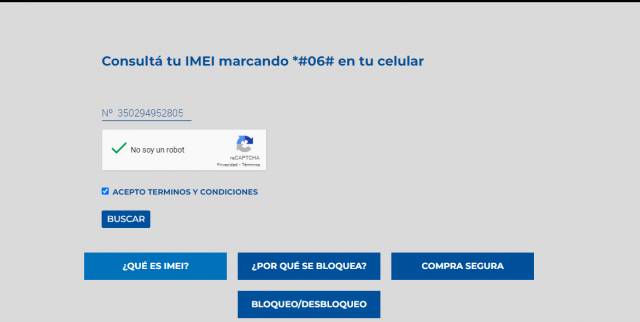 Consultá tu IMEI marcando *#06# en tu celular
Nº 350294952805
No soy un robot
reCAPTCHA
Privacidad - Términos
ACEPTO TERMINOS Y CONDICIONES
BUSCAR
¿QUÉ ES IMEI?
¿POR QUÉ SE BLOQUEA?
COMPRA SEGURA
BLOQUEO/DESBLOQUEO